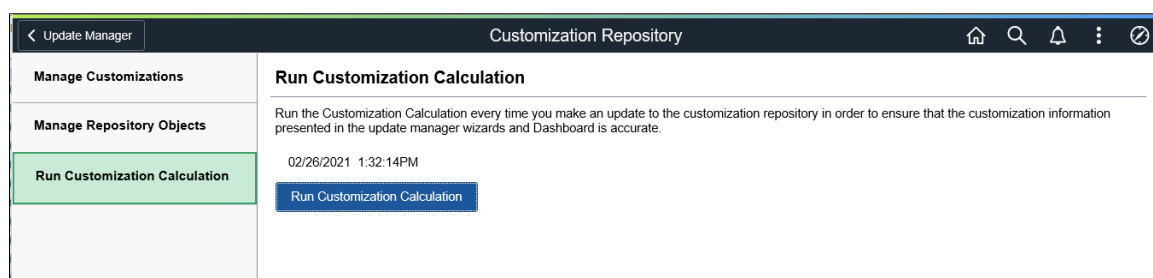 Update Manager
Customization Repository
Manage Customizations
Manage Repository Objects
Run Customization Calculation
Run Customization Calculation
Run the Customization Calculation every time you make an update to the customization repository in order to ensure that the customization information
presented in the update manager wizards and Dashboard is accurate.
02/26/2021 1:32:14PM
Run Customization Calculation